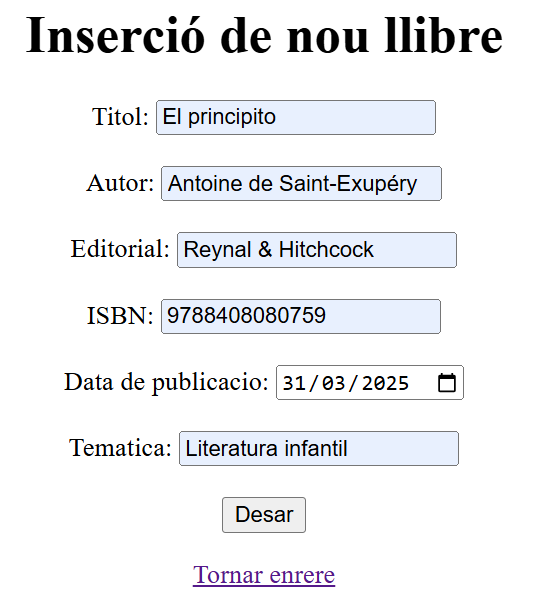 Inserció de nou llibre
Titol: El principito
Autor: Antoine de Saint-Exupéry
Editorial: Reynal & Hitchcock
ISBN: 9788408080759
Data de publicacio: 31/03/2025
Tematica: Literatura infantil
Desar
Tornar enrere